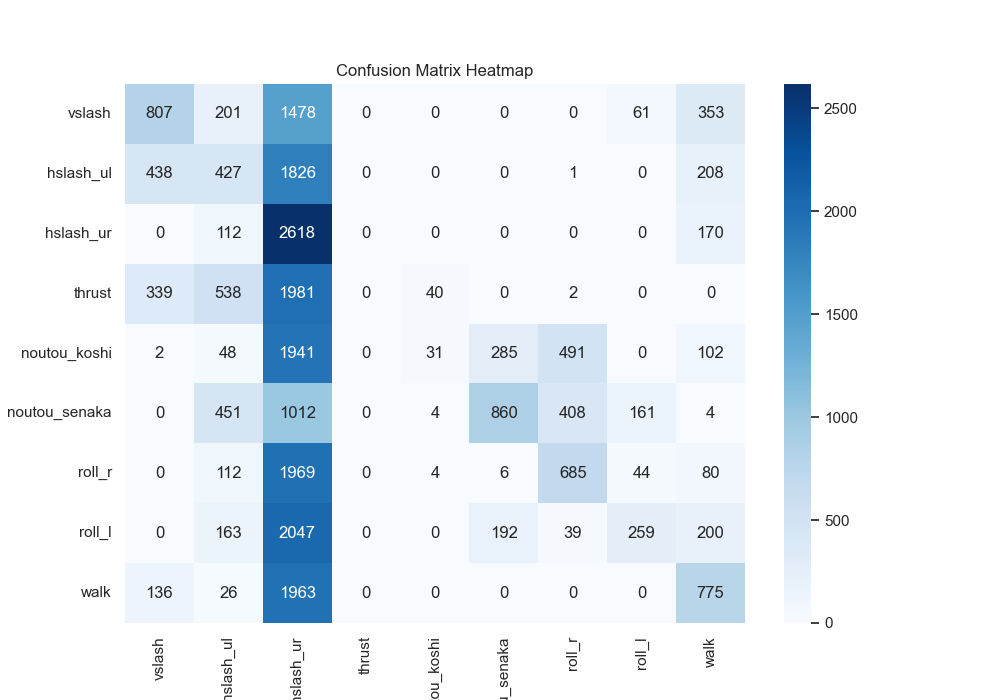 Confusion Matrix Heatmap
vslash 807 201 1478 0 0 0 0 61 353
hslash_ul 438 427 1826 0 0 0 1 0 208
hslash_ur 0 112 2618 0 0 0 0 0 170
thrust 339 538 1981 0 40 0 2 0 0
noutou_koshi 2 48 1941 0 31 285 491 0 102
noutou_senaka 0 451 1012 0 4 860 408 161 4
roll_r 0 112 1969 0 4 6 685 44 80
roll_l 0 163 2047 0 0 192 39 259 200
walk 136 26 1963 0 0 0 0 0 775
vslash
hslash_ul
hslash_ur
thrust
ou_koshi
u_senaka
roll_r
roll_l
walk
2500
2000
1500
1000
500
0